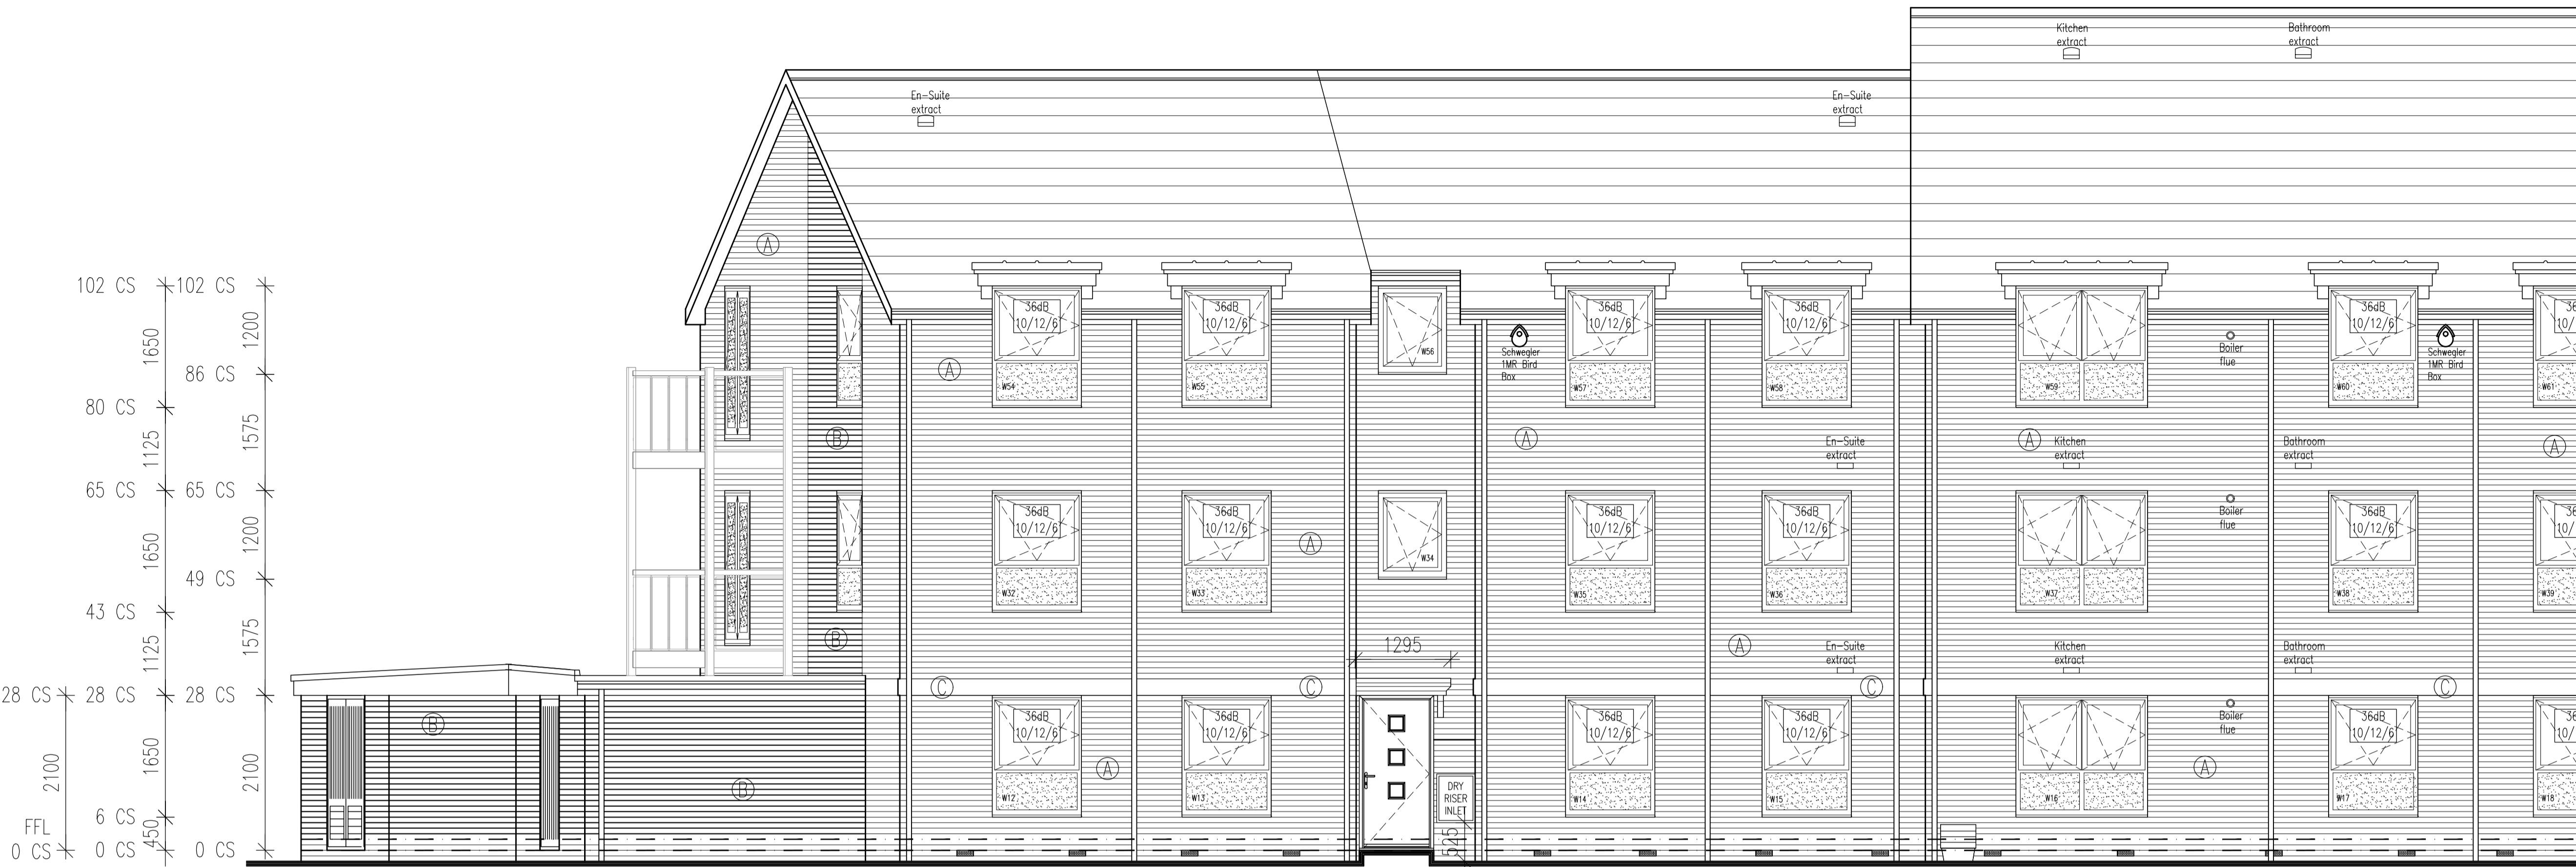 Kitchen
extract
Bathroom
extract
En-Suite
extract
En-Suite
extract
A
102 CS
102 CS
1650
1200
86 CS
80 CS
1125
1575
65 CS
65 CS
1650
1200
49 CS
43 CS
1125
1575
28 CS
28 CS
28 CS
2100
1650
2100
6 CS
450
FFL
0 CS
0 CS
0 CS
36dB
10/12/6
W54
36dB
10/12/6
W55
W56
Schwegler
1MR Bird
Box
36dB
10/12/6
W57
36dB
10/12/6
W58
W59
Boiler
flue
36dB
10/12/6
W60
Schwegler
1MR Bird
Box
36
10/
W61
A
B
A
En-Suite
extract
A
Kitchen
extract
Bathroom
extract
A
36dB
10/12/6
W32
36dB
10/12/6
W33
A
W34
36dB
10/12/6
W35
36dB
10/12/6
W36
W37
Boiler
flue
36dB
10/12/6
W38
36
10/
W39
B
1295
A
En-Suite
extract
Kitchen
extract
Bathroom
extract
C
C
C
C
B
B
36dB
10/12/6
W12
36dB
10/12/6
W13
A
DRY
RISER
INLET
525
36dB
10/12/6
W14
36dB
10/12/6
W15
W16
Boiler
flue
A
36dB
10/12/6
W17
36
10/
W18